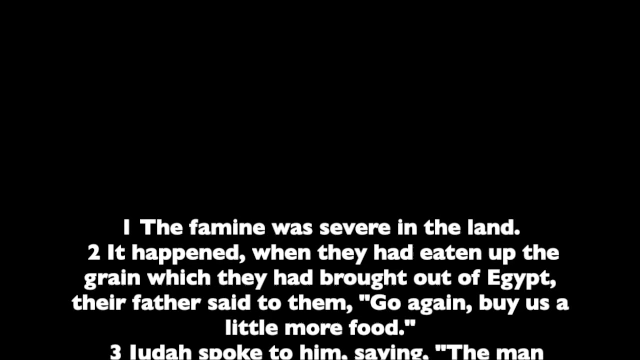 1 The famine was severe in the land.
2 It happened, when they had eaten up the
grain which they had brought out of Egypt,
their father said to them, "Go again, buy us a
little more food."
3 Judah spoke to him, saying, "The man